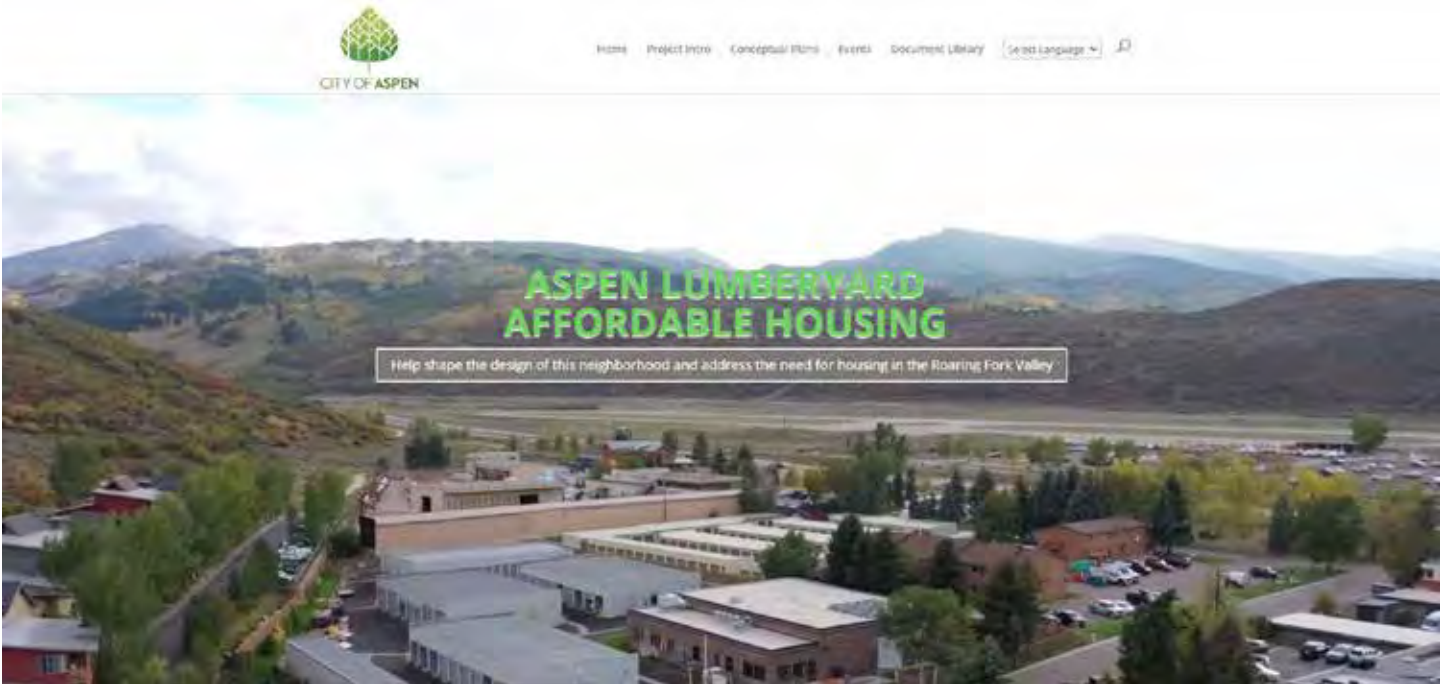 CITY OF ASPEN
Home Project Intro Conceptual Plans Events Document Library Select Language
ASPEN LUMBERYARD
AFFORDABLE HOUSING
Help shape the design of this neighborhood and address the need for housing in the Roaring Fork Valley